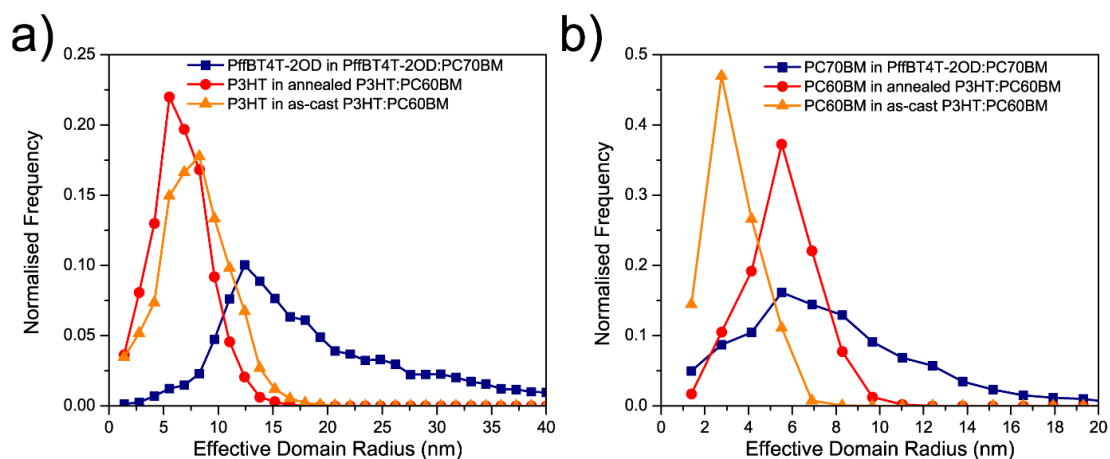 a)
0.25
0.20
0.15
0.10
0.05
0.00
Normalised Frequency
PffBT4T-2OD in PffBT4T-2OD:PC70BM
P3HT in annealed P3HT:PC60BM
P3HT in as-cast P3HT:PC60BM
0 5 10 15 20 25 30 35 40
Effective Domain Radius (nm)
b)
0.5
0.4
0.3
0.2
0.1
0.0
Normalised Frequency
PC70BM in PffBT4T-2OD:PC70BM
PC60BM in annealed P3HT:PC60BM
PC60BM in as-cast P3HT:PC60BM
0 2 4 6 8 10 12 14 16 18 20
Effective Domain Radius (nm)